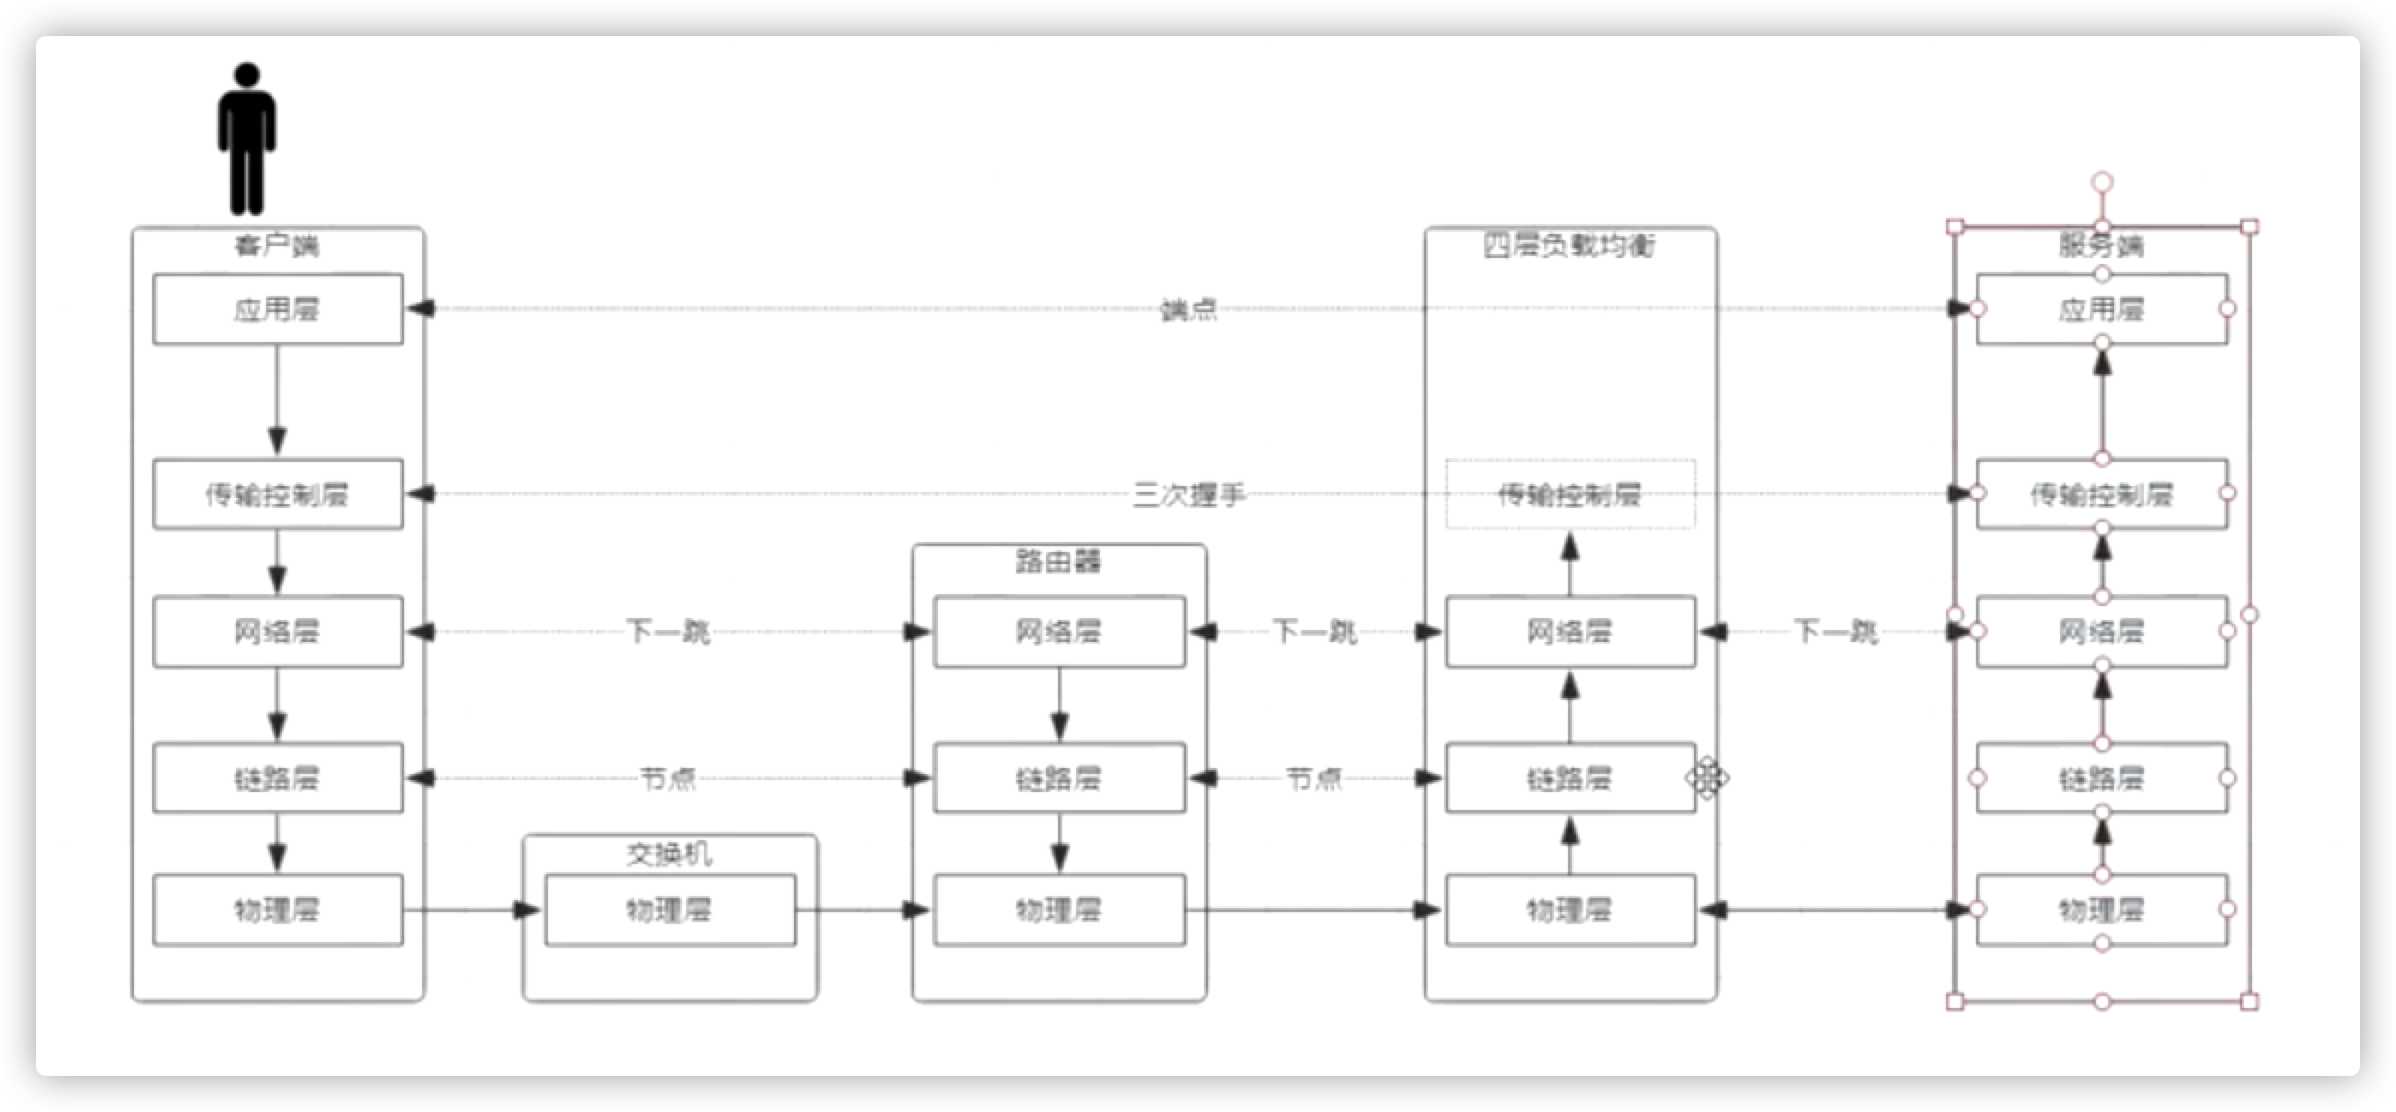 客户端
四层负载均衡
服务端
应用层
端点
应用层
传输控制层
三次握手
传输控制层
传输控制层
路由器
网络层
下一跳
网络层
下一跳
网络层
下一跳
网络层
链路层
节点
链路层
节点
链路层
链路层
交换机
物理层
物理层
物理层
物理层
物理层